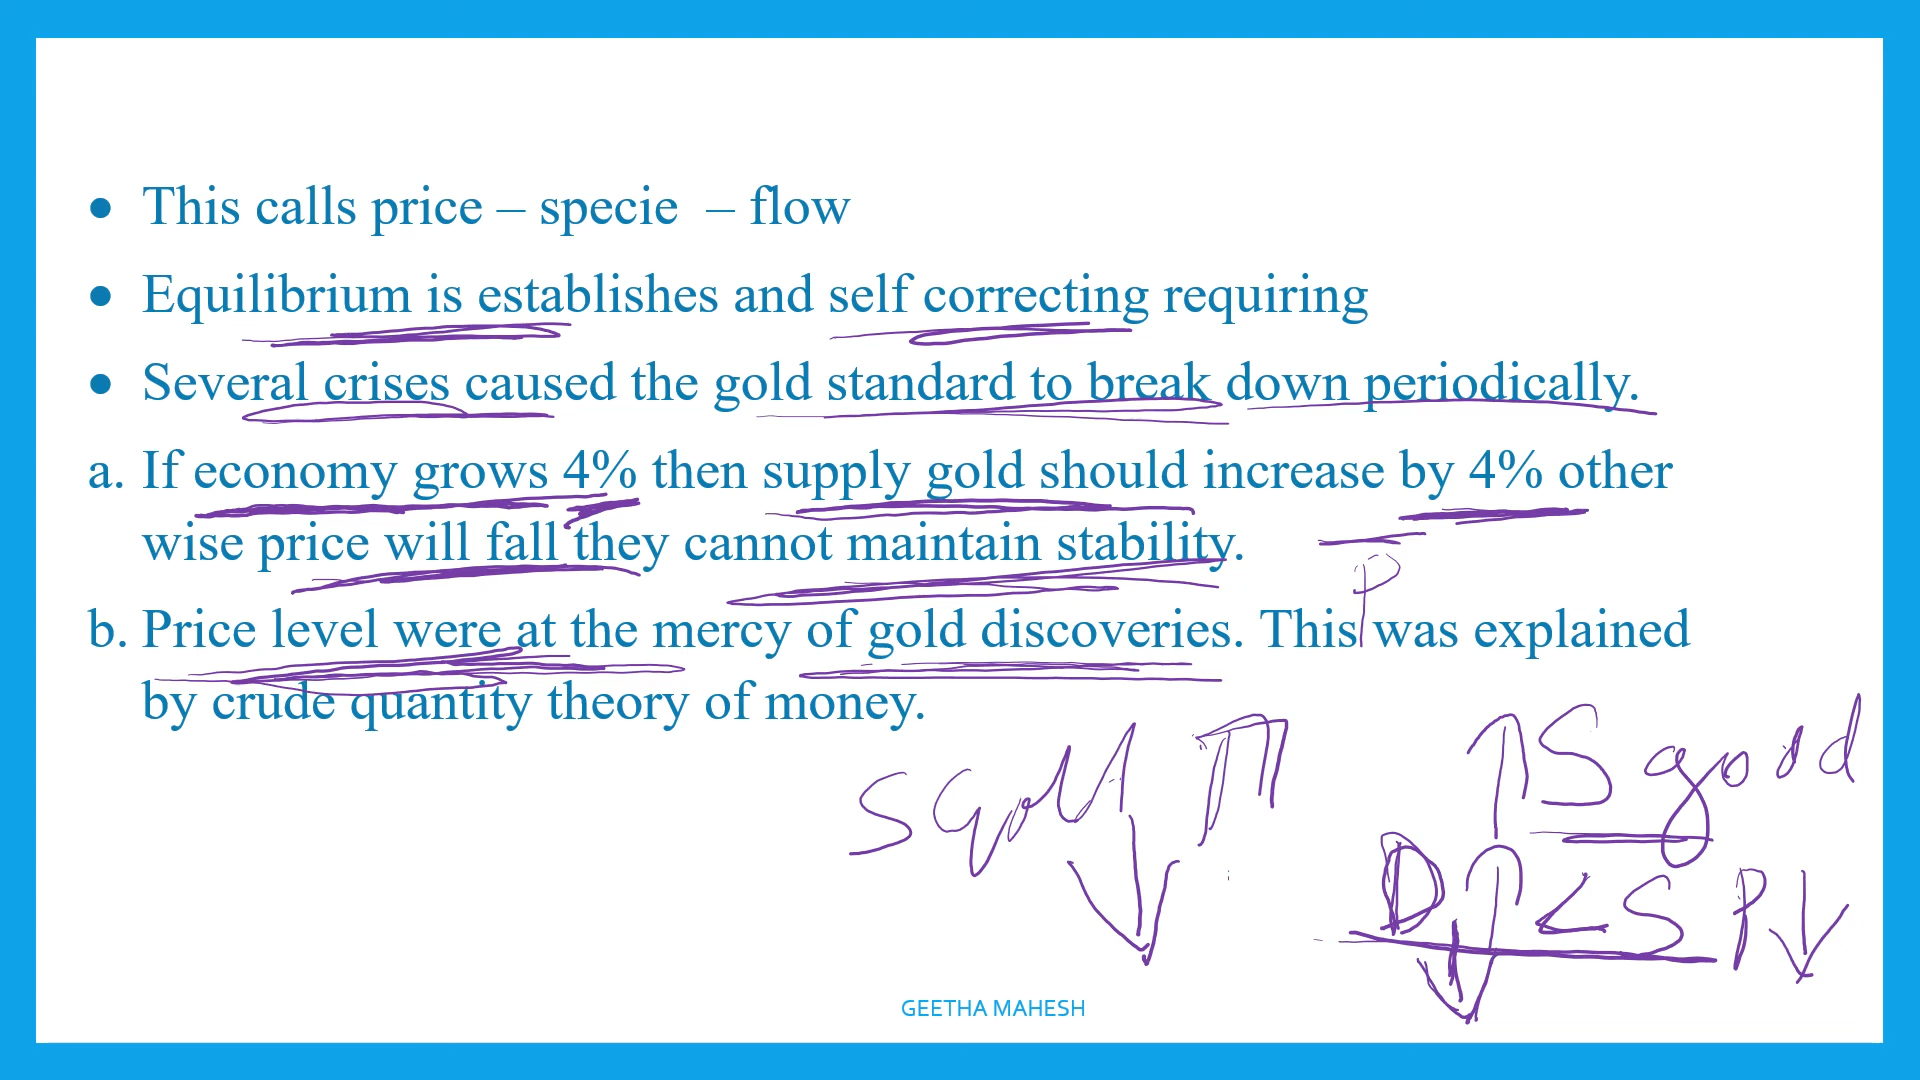 • This calls price – specie – flow
• Equilibrium is establishes and self correcting requiring
• Several crises caused the gold standard to break down periodically.
a. If economy grows 4% then supply gold should increase by 4% other
wise price will fall they cannot maintain stability.
P
b. Price level were at the mercy of gold discoveries. This was explained
by crude quantity theory of money.
S Gold ↓ ↑ ↑ S good
D ↑ ↓ < S P ↓
GEETHA MAHESH